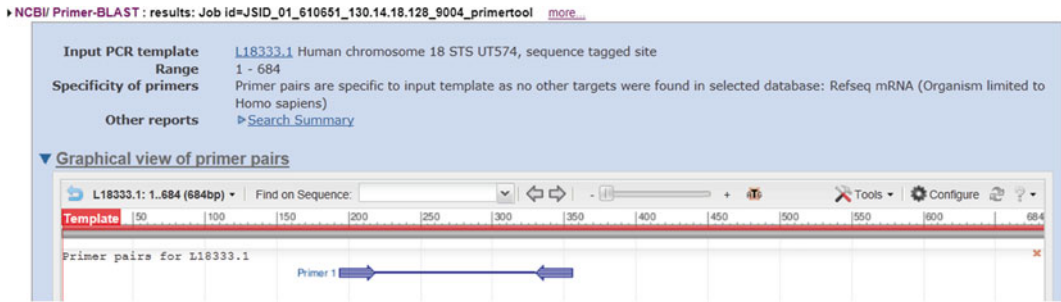 NCBI/ Primer-BLAST : results: Job id=JSID_01_610651_130.14.18.128_9004_primertool more...
Input PCR template L18333.1 Human chromosome 18 STS UT574, sequence tagged site
Range 1 - 684
Specificity of primers Primer pairs are specific to input template as no other targets were found in selected database: Refseq mRNA (Organism limited to
Homo sapiens)
Other reports Search Summary
Graphical view of primer pairs
L18333.1: 1..684 (684bp) Find on Sequence: - + Tools Configure ?
Template 50 100 150 200 250 300 350 400 450 500 550 600 684
Primer pairs for L18333.1
Primer 1